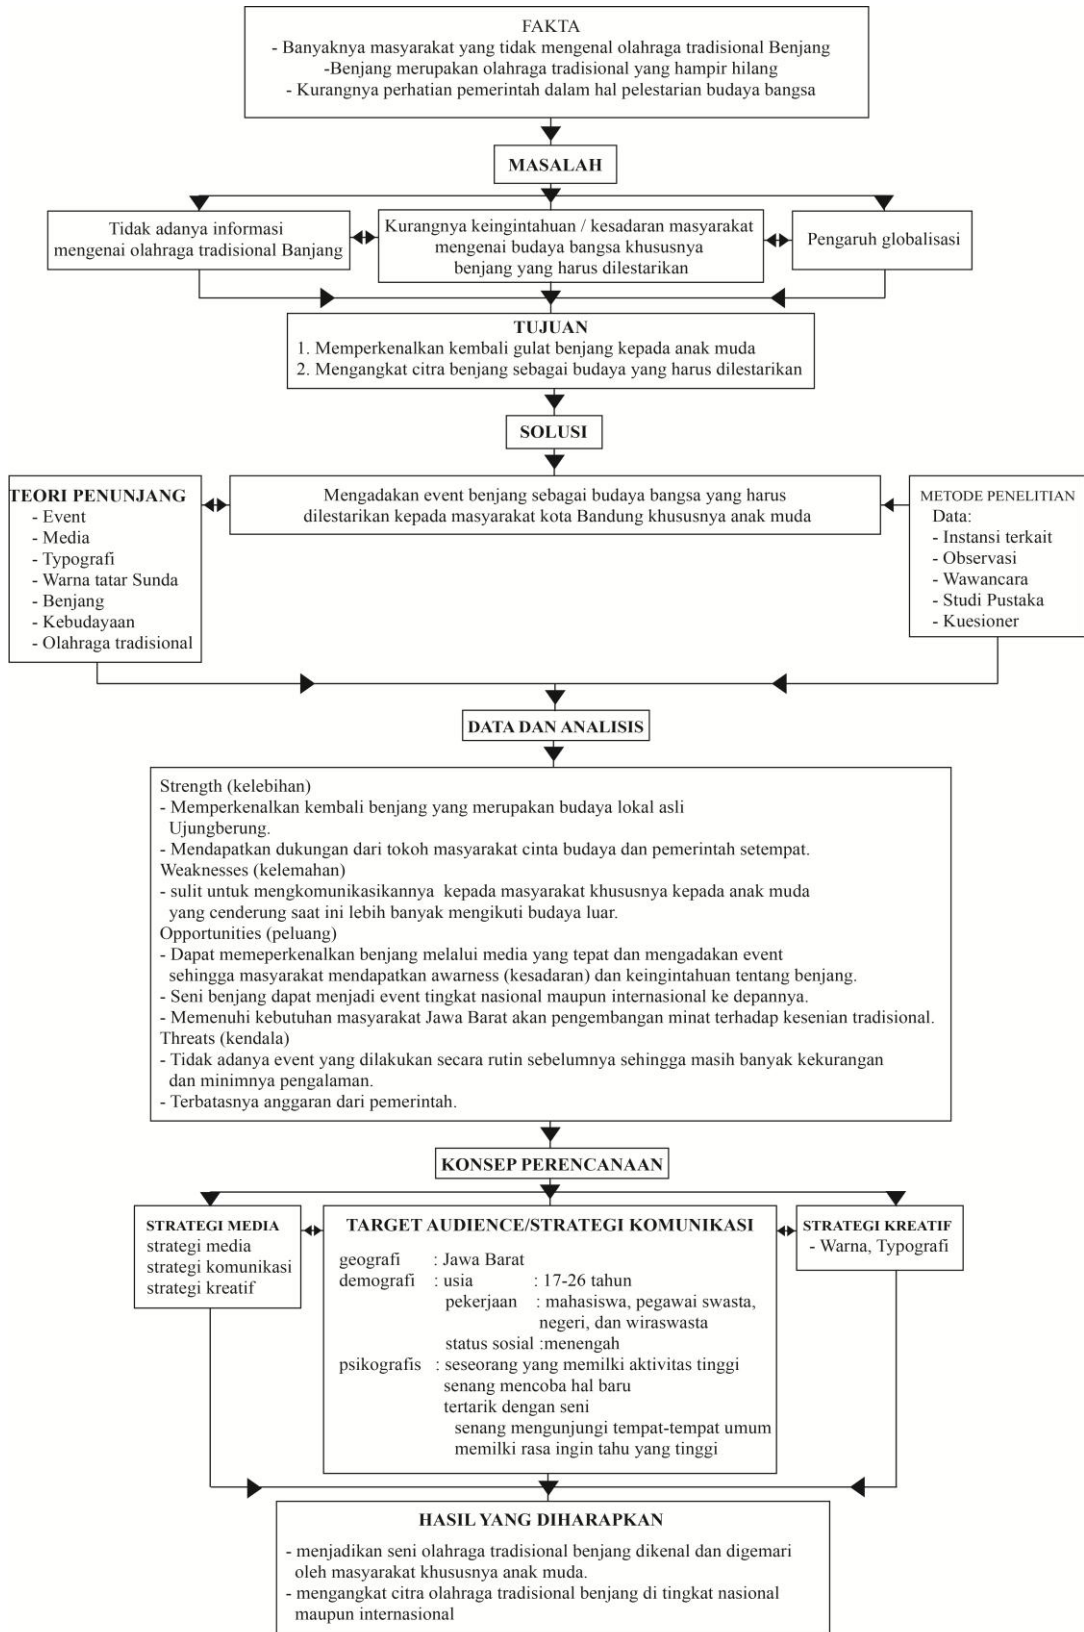 FAKTA
- Banyaknya masyarakat yang tidak mengenal olahraga tradisional Benjang
-Benjang merupakan olahraga tradisional yang hampir hilang
- Kurangnya perhatian pemerintah dalam hal pelestarian budaya bangsa
MASALAH
Tidak adanya informasi
mengenai olahraga tradisional Banjang
Kurangnya keingintahuan / kesadaran masyarakat
mengenai budaya bangsa khususnya
benjang yang harus dilestarikan
Pengaruh globalisasi
TUJUAN
1. Memperkenalkan kembali gulat benjang kepada anak muda
2. Mengangkat citra benjang sebagai budaya yang harus dilestarikan
SOLUSI
TEORI PENUNJANG
- Event
- Media
- Typografi
- Warna tatar Sunda
- Benjang
- Kebudayaan
- Olahraga tradisional
Mengadakan event benjang sebagai budaya bangsa yang harus
dilestarikan kepada masyarakat kota Bandung khususnya anak muda
METODE PENELITIAN
Data:
- Instansi terkait
- Observasi
- Wawancara
- Studi Pustaka
- Kuesioner
DATA DAN ANALISIS
Strength (kelebihan)
- Memperkenalkan kembali benjang yang merupakan budaya lokal asli
Ujungberung.
- Mendapatkan dukungan dari tokoh masyarakat cinta budaya dan pemerintah setempat.
Weaknesses (kelemahan)
- sulit untuk mengkomunikasikannya kepada masyarakat khususnya kepada anak muda
yang cenderung saat ini lebih banyak mengikuti budaya luar.
Opportunities (peluang)
- Dapat memeperkenalkan benjang melalui media yang tepat dan mengadakan event
sehingga masyarakat mendapatkan awarness (kesadaran) dan keingintahuan tentang benjang.
- Seni benjang dapat menjadi event tingkat nasional maupun internasional ke depannya.
- Memenuhi kebutuhan masyarakat Jawa Barat akan pengembangan minat terhadap kesenian tradisional.
Threats (kendala)
- Tidak adanya event yang dilakukan secara rutin sebelumnya sehingga masih banyak kekurangan
dan minimnya pengalaman.
- Terbatasnya anggaran dari pemerintah.
KONSEP PERENCANAAN
STRATEGI MEDIA
strategi media
strategi komunikasi
strategi kreatif
TARGET AUDIENCE/STRATEGI KOMUNIKASI
geografi : Jawa Barat
demografi : usia : 17-26 tahun
pekerjaan : mahasiswa, pegawai swasta,
negeri, dan wiraswasta
status sosial :menengah
psikografis : seseorang yang memilki aktivitas tinggi
senang mencoba hal baru
tertarik dengan seni
senang mengunjungi tempat-tempat umum
memilki rasa ingin tahu yang tinggi
STRATEGI KREATIF
- Warna, Typografi
HASIL YANG DIHARAPKAN
- menjadikan seni olahraga tradisional benjang dikenal dan digemari
oleh masyarakat khususnya anak muda.
- mengangkat citra olahraga tradisional benjang di tingkat nasional
maupun internasional